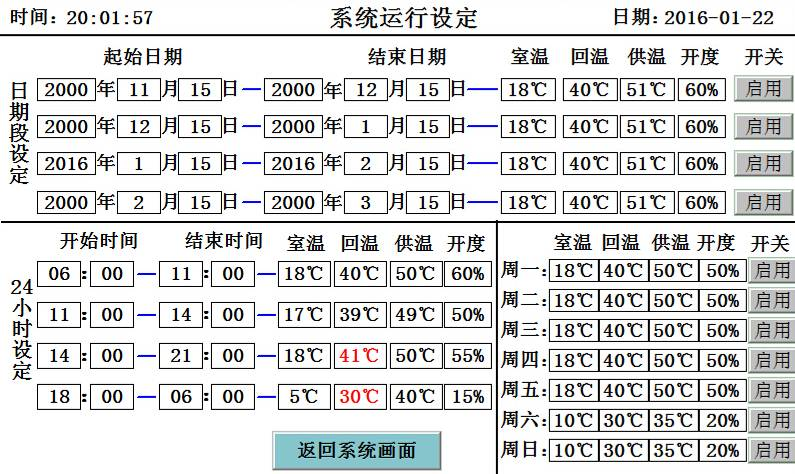 时间：20:01:57 系统运行设定 日期：2016-01-22
起始日期 结束日期 室温 回温 供温 开度 开关
日期段设定
2000 年 11 月 15 日 — 2000 年 12 月 15 日 — 18℃ 40℃ 51℃ 60% 启用
2000 年 12 月 15 日 — 2000 年 1 月 15 日 — 18℃ 40℃ 51℃ 60% 启用
2016 年 1 月 15 日 — 2016 年 2 月 15 日 — 18℃ 40℃ 51℃ 60% 启用
2000 年 2 月 15 日 — 2000 年 3 月 15 日 — 18℃ 40℃ 51℃ 60% 启用
开始时间 结束时间 室温 回温 供温 开度
24小时设定
06 : 00 — 11 : 00 — 18℃ 40℃ 50℃ 60%
11 : 00 — 14 : 00 — 17℃ 39℃ 49℃ 50%
14 : 00 — 21 : 00 — 18℃ 41℃ 50℃ 55%
18 : 00 — 06 : 00 — 5℃ 30℃ 40℃ 15%
返回系统画面
室温 回温 供温 开度 开关
周一: 18℃ 40℃ 50℃ 50% 启用
周二: 18℃ 40℃ 50℃ 50% 启用
周三: 18℃ 40℃ 50℃ 50% 启用
周四: 18℃ 40℃ 50℃ 50% 启用
周五: 18℃ 40℃ 50℃ 50% 启用
周六: 10℃ 30℃ 35℃ 20% 启用
周日: 10℃ 30℃ 35℃ 20% 启用